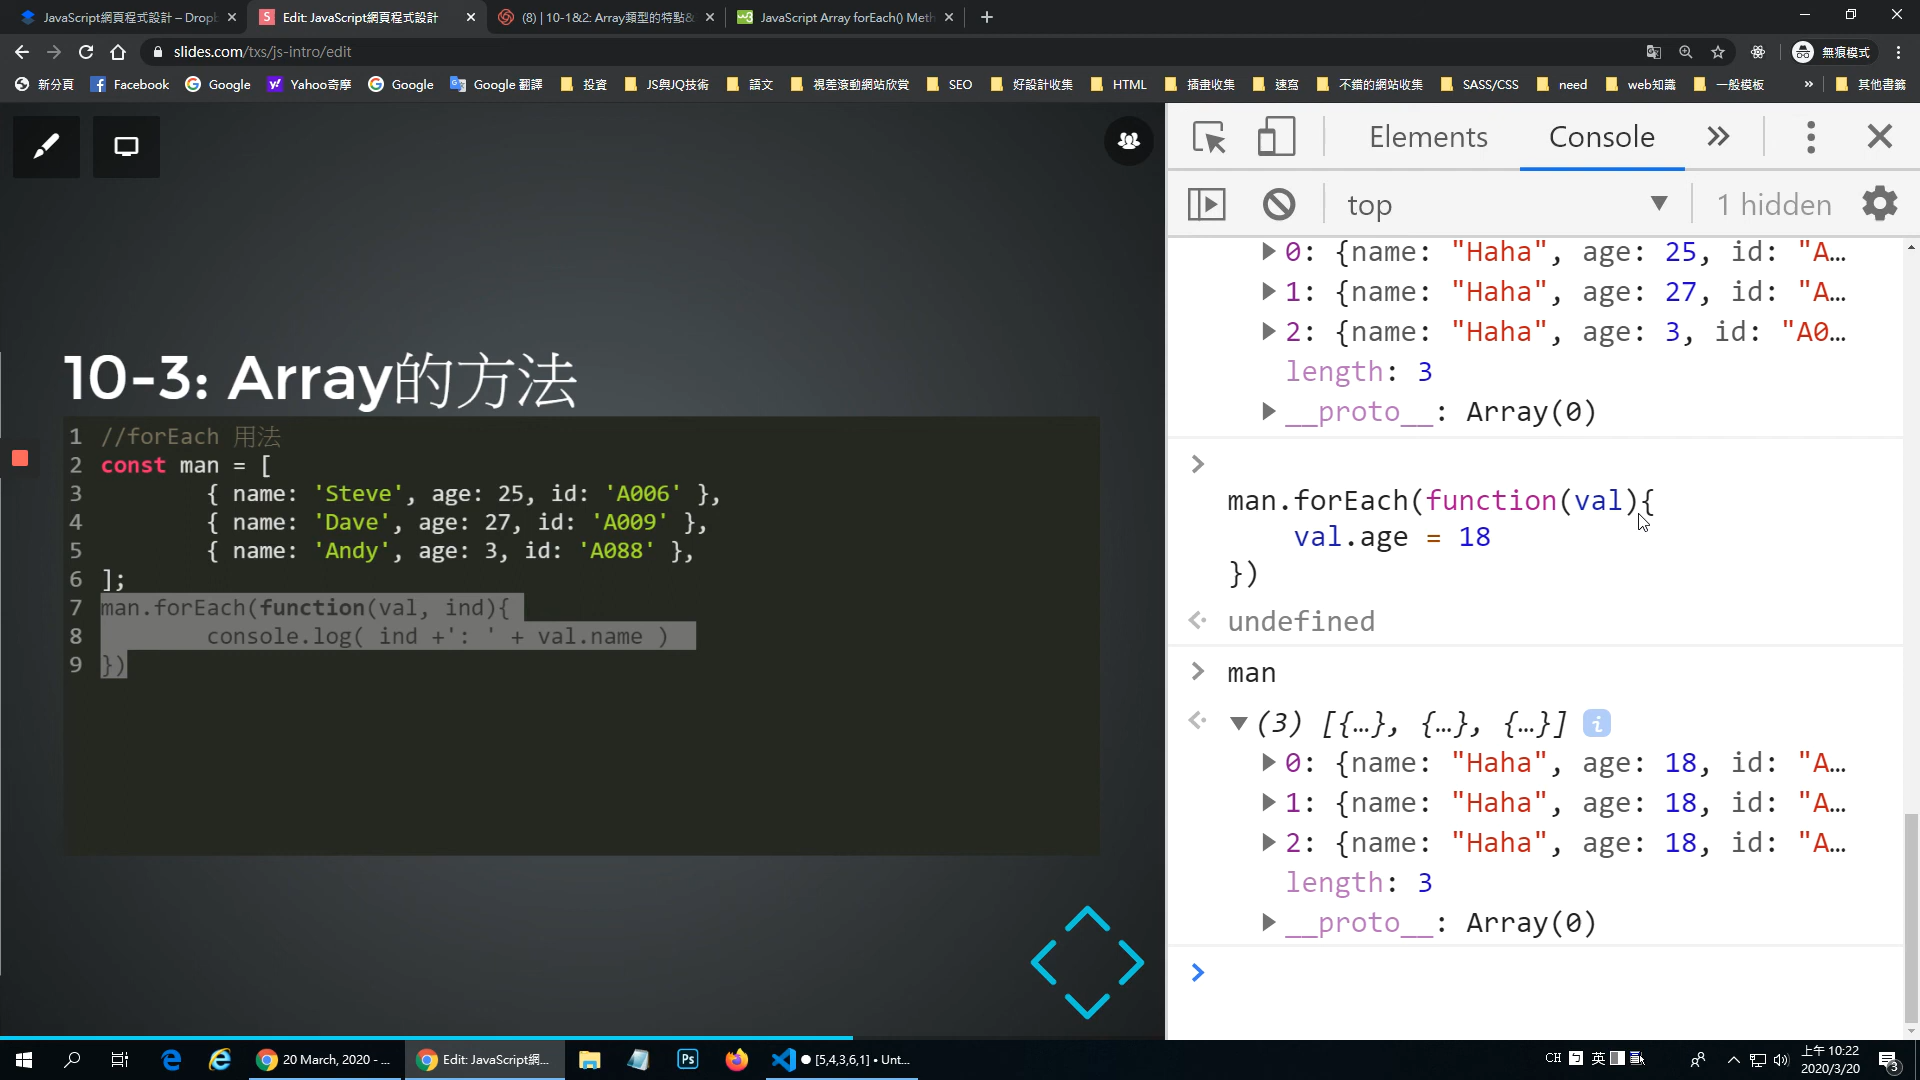 JavaScript網頁程式設計 – Dropb
Edit: JavaScript網頁程式設計
(8) | 10-1&2: Array類型的特點&
JavaScript Array forEach() Meth
slides.com/txs/js-intro/edit
無痕模式
新分頁
Facebook
Google
Yahoo奇摩
Google
Google 翻譯
投資
JS與JQ技術
語文
視差滾動網站欣賞
SEO
好設計收集
HTML
插畫收集
速寫
不錯的網站收集
SASS/CSS
need
web知識
一般模板
»
其他書籤
10-3: Array的方法
1 //forEach 用法
2 const man = [
3 { name: 'Steve', age: 25, id: 'A006' },
4 { name: 'Dave', age: 27, id: 'A009' },
5 { name: 'Andy', age: 3, id: 'A088' },
6 ];
7 man.forEach(function(val, ind){
8 console.log( ind +': ' + val.name )
9 })
Elements
Console
»
top
1 hidden
0: {name: "Haha", age: 25, id: "A…
1: {name: "Haha", age: 27, id: "A…
2: {name: "Haha", age: 3, id: "A0…
length: 3
__proto__: Array(0)
man.forEach(function(val){
val.age = 18
})
undefined
man
(3) [{…}, {…}, {…}] i
0: {name: "Haha", age: 18, id: "A…
1: {name: "Haha", age: 18, id: "A…
2: {name: "Haha", age: 18, id: "A…
length: 3
__proto__: Array(0)
20 March, 2020 - ...
Edit: JavaScript網...
Ps
● [5,4,3,6,1] • Unt...
CH
英
上午 10:22
2020/3/20
3